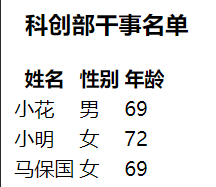 科创部干事名单
姓名 性别 年龄
小花 男 69
小明 女 72
马保国 女 69